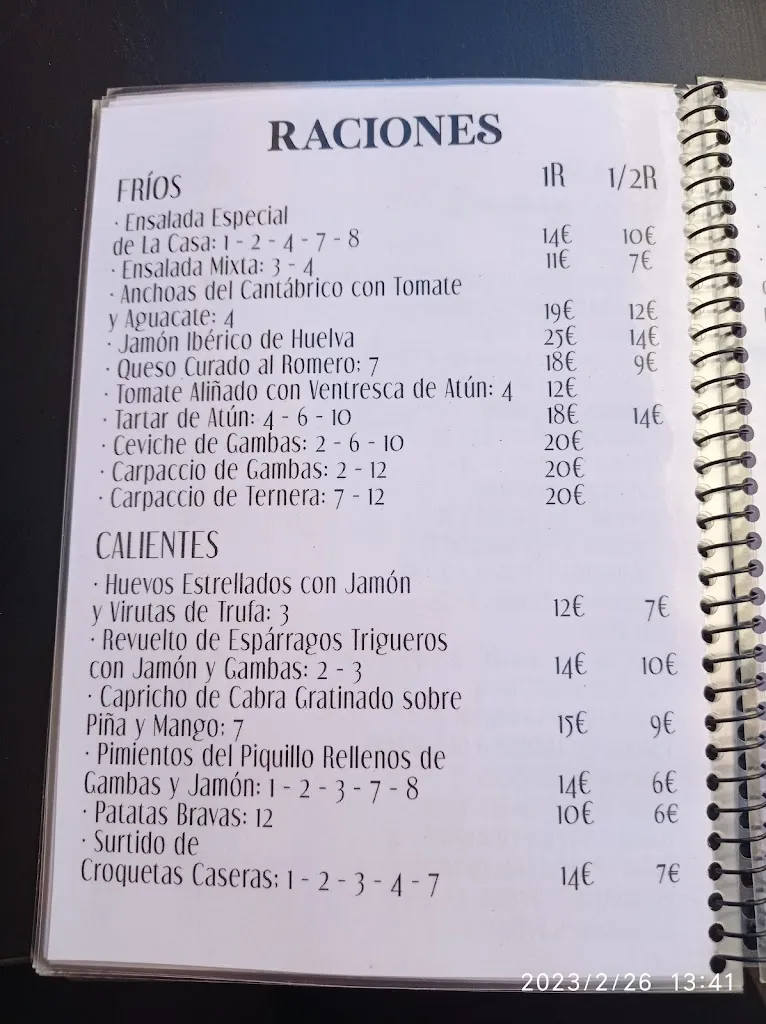 RACIONES
FRÍOS 1R 1/2R
· Ensalada Especial
de La Casa: 1 - 2 - 4 - 7 - 8 14€ 10€
· Ensalada Mixta: 3 - 4 11€ 7€
· Anchoas del Cantábrico con Tomate
y Aguacate: 4 19€ 12€
· Jamón Ibérico de Huelva 25€ 14€
· Queso Curado al Romero: 7 18€ 9€
· Tomate Aliñado con Ventresca de Atún: 4 12€
· Tartar de Atún: 4 - 6 - 10 18€ 14€
· Ceviche de Gambas: 2 - 6 - 10 20€
· Carpaccio de Gambas: 2 - 12 20€
· Carpaccio de Ternera: 7 - 12 20€
CALIENTES
· Huevos Estrellados con Jamón
y Virutas de Trufa: 3 12€ 7€
· Revuelto de Espárragos Trigueros
con Jamón y Gambas: 2 - 3 14€ 10€
· Capricho de Cabra Gratinado sobre
Piña y Mango: 7 15€ 9€
· Pimientos del Piquillo Rellenos de
Gambas y Jamón: 1 - 2 - 3 - 7 - 8 14€ 6€
· Patatas Bravas: 12 10€ 6€
· Surtido de
Croquetas Caseras: 1 - 2 - 3 - 4 - 7 14€ 7€
2023/2/26 13:41